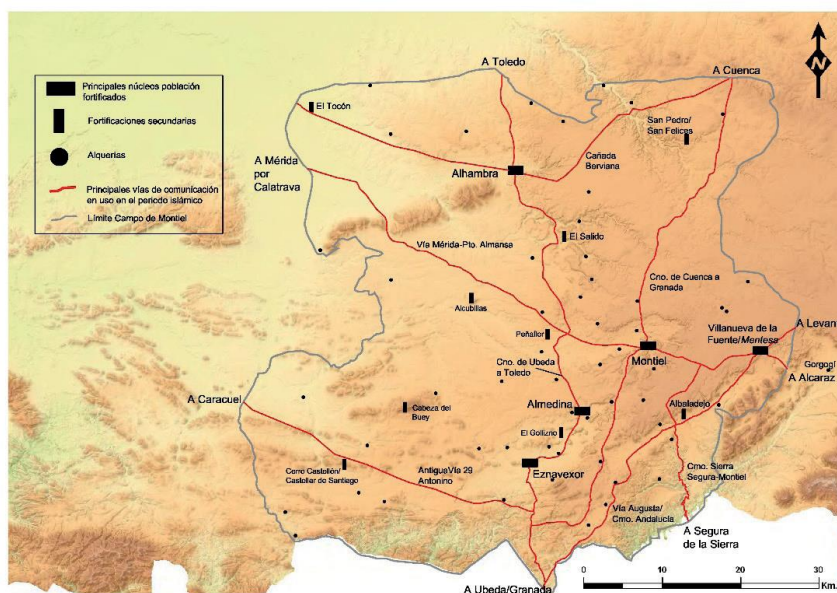 Principales núcleos población
fortificados
Fortificaciones secundarias
Alquerías
Principales vías de comunicación
en uso en el periodo islámico
Límite Campo de Montiel
A Toledo
A Cuenca
N
El Tocón
San Pedro/
San Felices
A Mérida
por
Calatrava
Alhambra
Cañada
Berviana
El Salido
Vía Mérida-Pto. Almansa
Cno. de Cuenca a
Granada
Alcubillas
Peñaflor
Villanueva de la
Fuente/Mentesa
A Levant
Montiel
Gorgogí
A Alcaraz
Cno. de Ubeda
a Toledo
A Caracuel
Cabeza del
Buey
Almedina
Albaladejo
El Gollizno
Cerro Castellón/
Castellar de Santiago
AntiguaVía 29
Antonino
Eznavexor
Cmo. Sierra
Segura-Montiel
Vía Augusta/
Cmo. Andalucía
A Segura
de la Sierra
A Ubeda/Granada
0 10 20 30
Km.